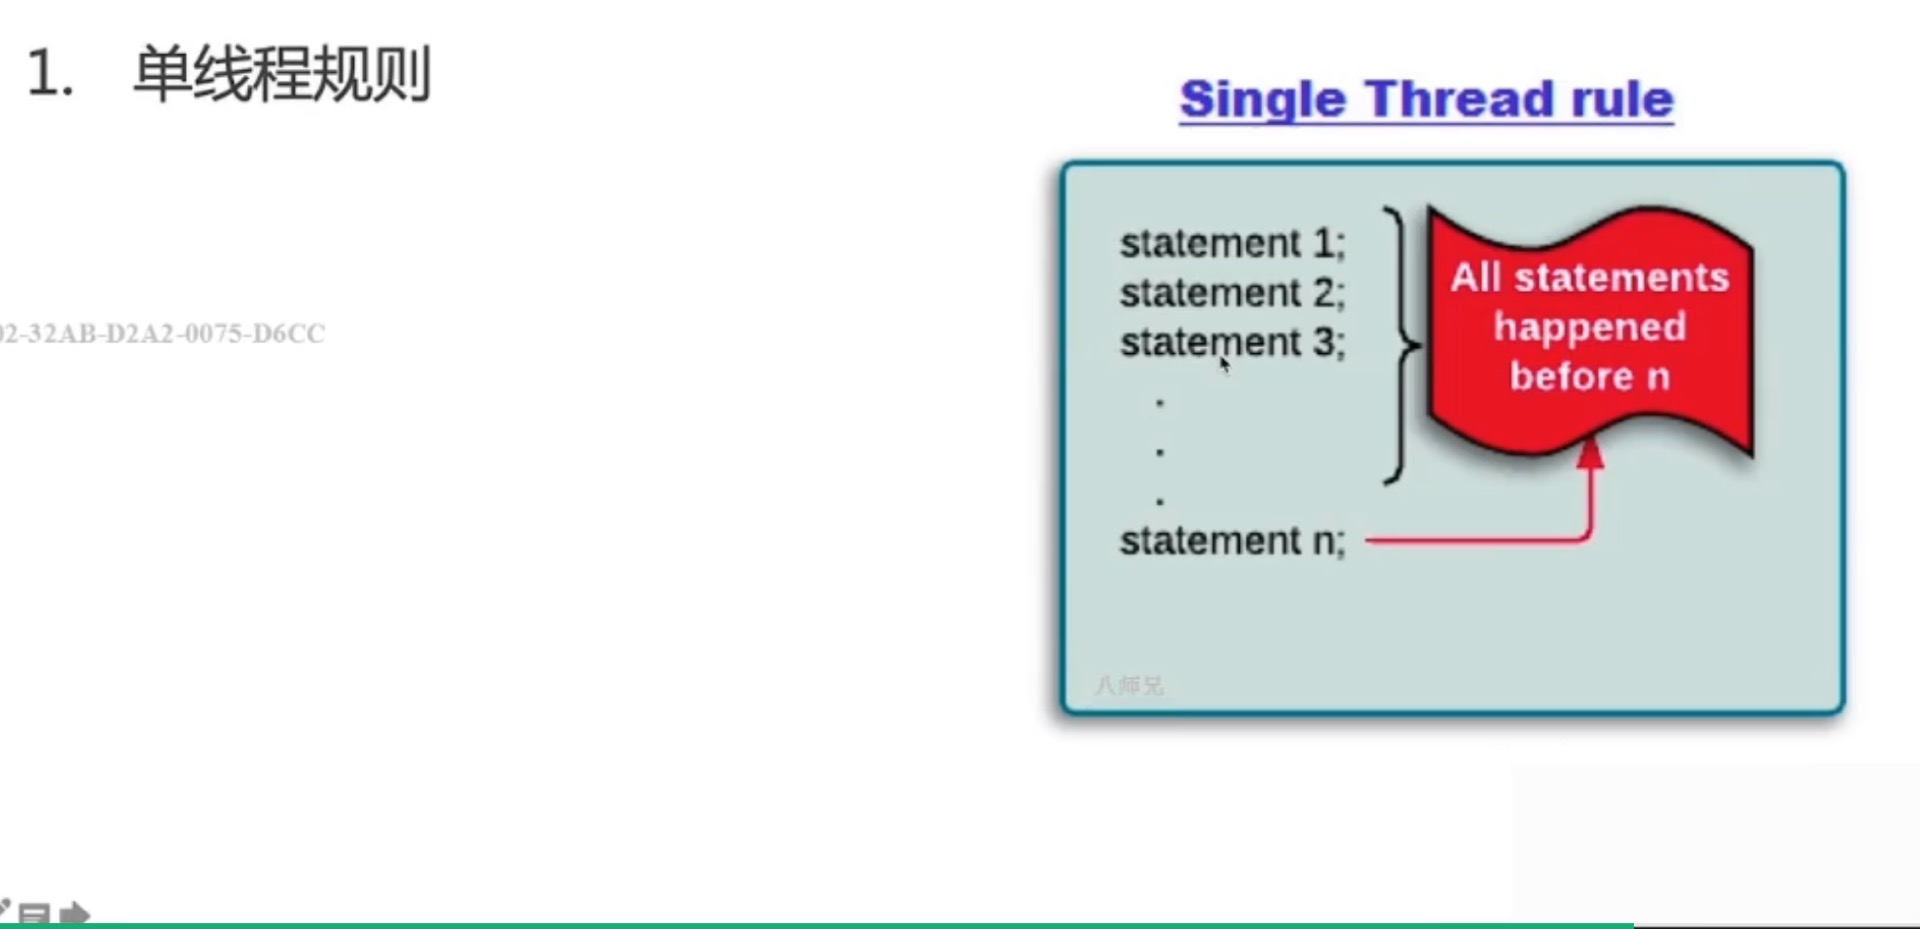 1. 单线程规则
Single Thread rule
statement 1;
statement 2;
statement 3;
.
.
.
statement n;
All statements
happened
before n
2-32AB-D2A2-0075-D6CC
八师兄